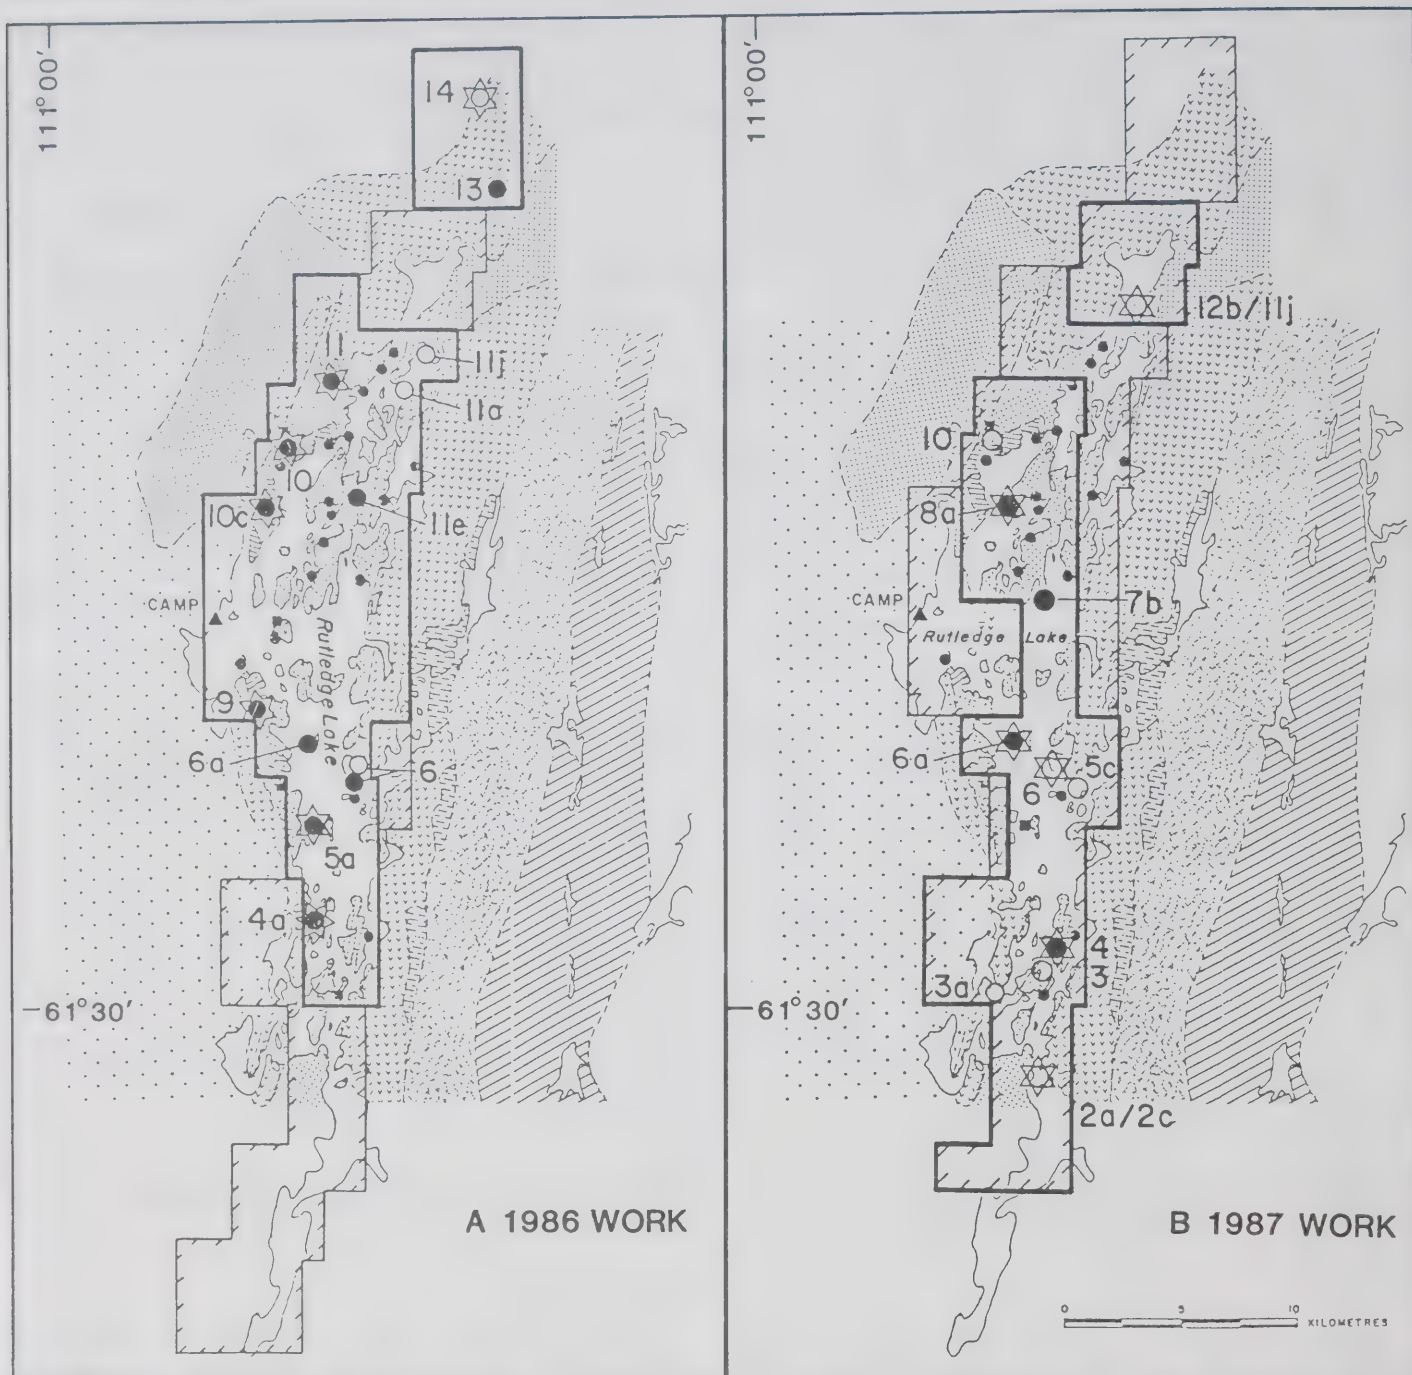 111°00'
14
13
11
11j
11a
10
10c
11e
CAMP
Rutledge Lake
9
6a
6
5a
4a
61°30'
A 1986 WORK
111°00'
12b/11j
10
8a
CAMP
7b
Rutledge Lake
6a
5c
6
4
3
3a
61°30'
2a/2c
B 1987 WORK
0 5 10
KILOMETRES